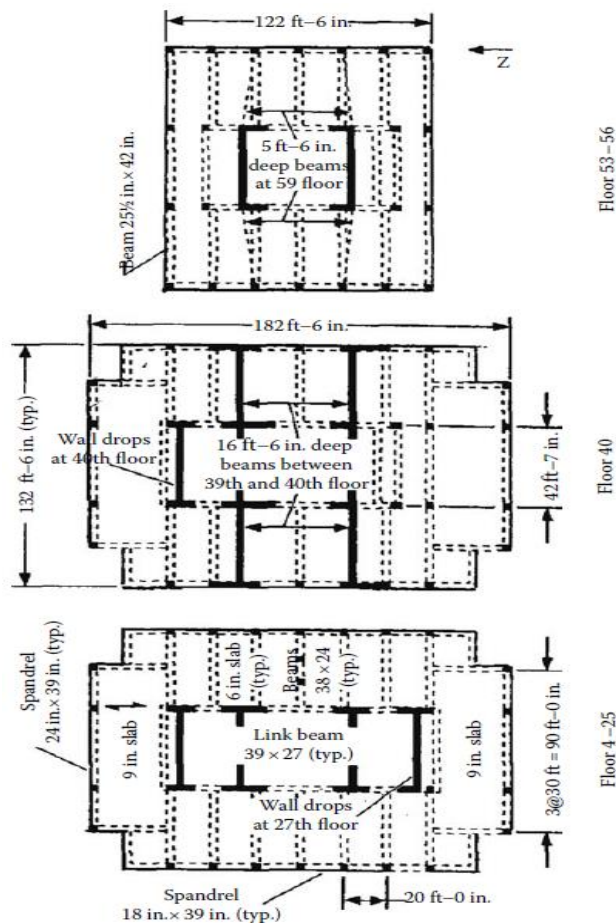 122 ft–6 in.
Z
5 ft–6 in.
deep beams
at 59 floor
Beam 25½ in.× 42 in.
Floor 53 – 56
182 ft–6 in.
132 ft–6 in (typ.)
Wall drops
at 40th floor
16 ft–6 in. deep
beams between
39th and 40th floor
42 ft–7 in.
Floor 40
Spandrel
24 in.× 39 in. (typ.)
6 in. slab
(typ.)
Beams
38 × 24
(typ.)
9 in. slab
Link beam
39 × 27 (typ.)
9 in. slab
Wall drops
at 27th floor
3@30 ft = 90 ft–0 in.
Floor 4 –25
Spandrel
18 in.× 39 in. (typ.)
20 ft–0 in.